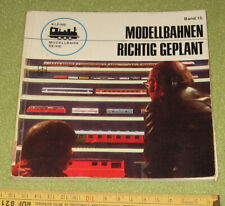 Band 15
KLEINE
MODELLBAHN
REIHE
MODELLBAHNEN
RICHTIG GEPLANT